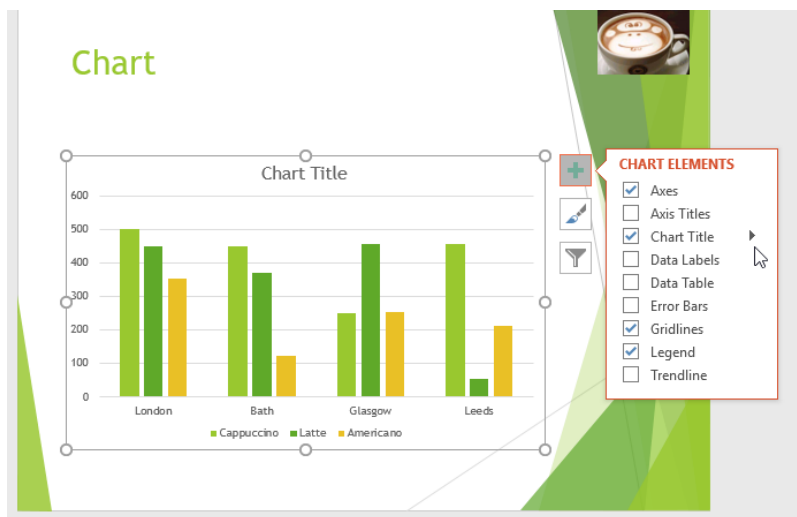 Chart
Chart Title
600
500
400
300
200
100
0
London Bath Glasgow Leeds
Cappuccino Latte Americano
CHART ELEMENTS
Axes
Axis Titles
Chart Title
Data Labels
Data Table
Error Bars
Gridlines
Legend
Trendline